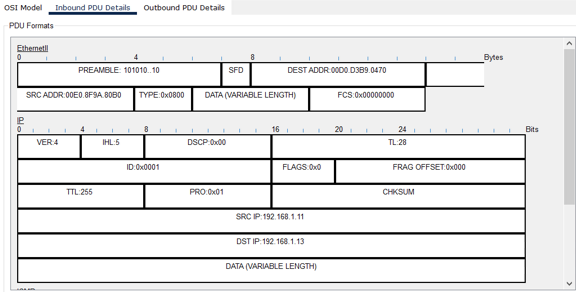 OSI Model Inbound PDU Details Outbound PDU Details
PDU Formats
EthernetII
0 4 8 Bytes
PREAMBLE: 101010..10 SFD DEST ADDR:00D0.D3B9.0470
SRC ADDR:00E0.8F9A.80B0 TYPE:0x0800 DATA (VARIABLE LENGTH) FCS:0x00000000
IP
0 4 8 16 20 24 Bits
VER:4 IHL:5 DSCP:0x00 TL:28
ID:0x0001 FLAGS:0x0 FRAG OFFSET:0x000
TTL:255 PRO:0x01 CHKSUM
SRC IP:192.168.1.11
DST IP:192.168.1.13
DATA (VARIABLE LENGTH)